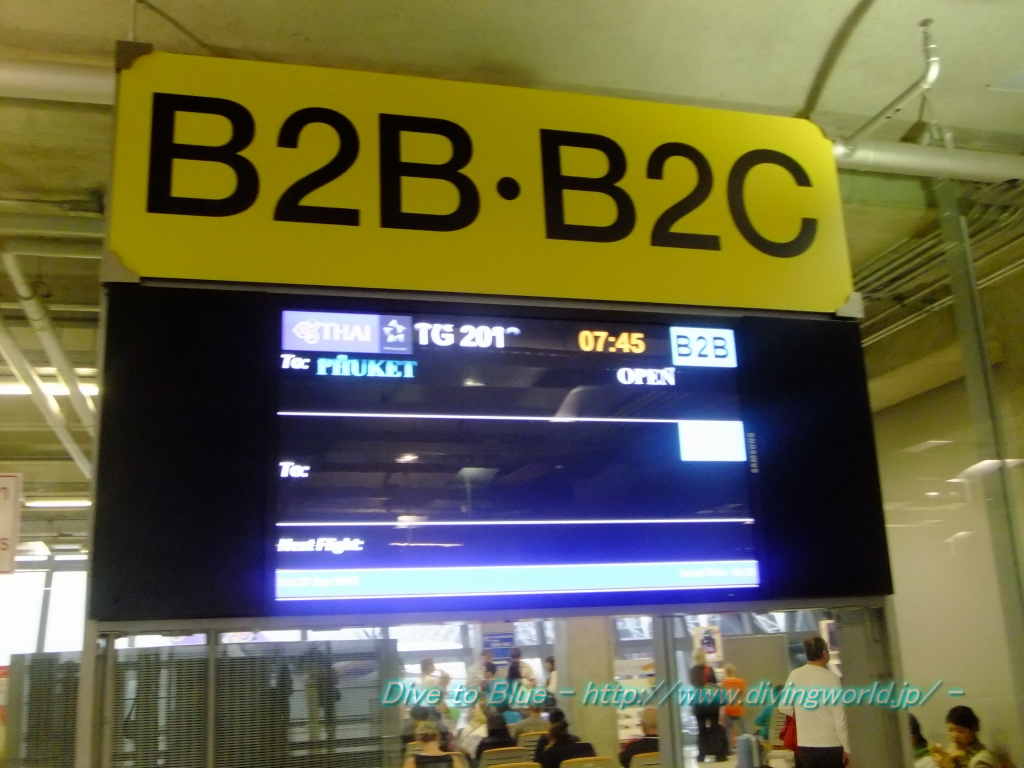 B2B·B2C
THAI TG 201 07:45 B2B
To: PHUKET OPEN
To:
SAMSUNG
Next Flight:
Dive to Blue - http://www.divingworld.jp/ -